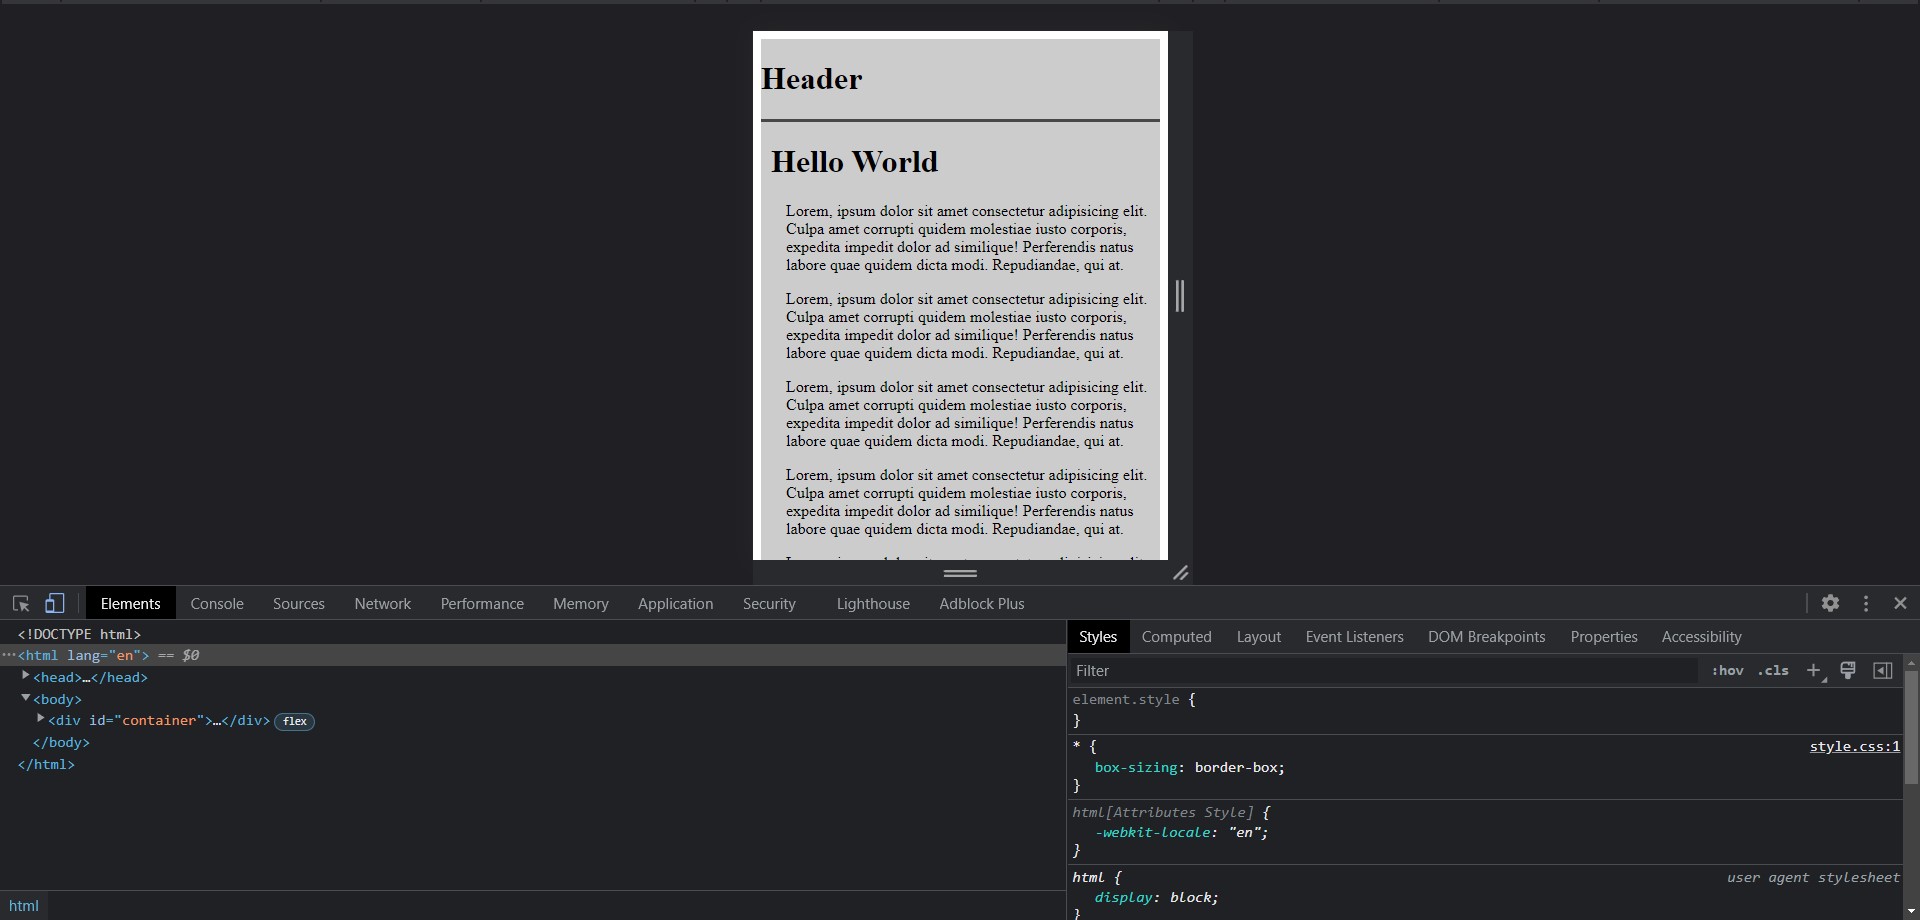 Header
Hello World
Lorem, ipsum dolor sit amet consectetur adipisicing elit.
Culpa amet corrupti quidem molestiae iusto corporis,
expedita impedit dolor ad similique! Perferendis natus
labore quae quidem dicta modi. Repudiandae, qui at.
Lorem, ipsum dolor sit amet consectetur adipisicing elit.
Culpa amet corrupti quidem molestiae iusto corporis,
expedita impedit dolor ad similique! Perferendis natus
labore quae quidem dicta modi. Repudiandae, qui at.
Lorem, ipsum dolor sit amet consectetur adipisicing elit.
Culpa amet corrupti quidem molestiae iusto corporis,
expedita impedit dolor ad similique! Perferendis natus
labore quae quidem dicta modi. Repudiandae, qui at.
Lorem, ipsum dolor sit amet consectetur adipisicing elit.
Culpa amet corrupti quidem molestiae iusto corporis,
expedita impedit dolor ad similique! Perferendis natus
labore quae quidem dicta modi. Repudiandae, qui at.
Elements Console Sources Network Performance Memory Application Security Lighthouse Adblock Plus
<!DOCTYPE html>
<html lang="en"> == $0
<head>…</head>
<body>
<div id="container">…</div> flex
</body>
</html>
html
Styles Computed Layout Event Listeners DOM Breakpoints Properties Accessibility
Filter :hov .cls
element.style {
}
* { style.css:1
box-sizing: border-box;
}
html[Attributes Style] {
-webkit-locale: "en";
}
html { user agent stylesheet
display: block;
}